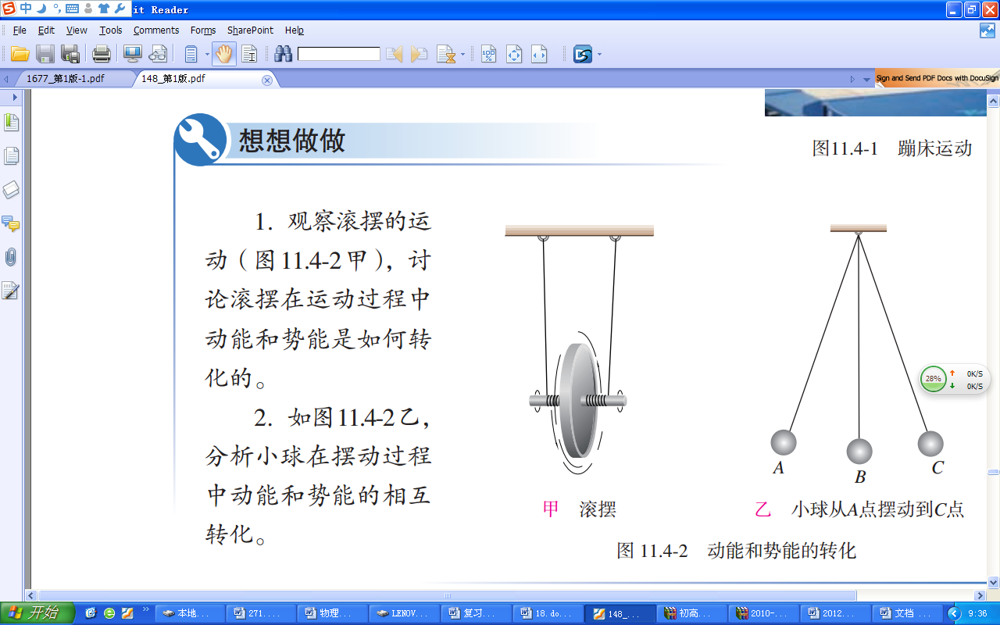 中
it Reader
File Edit View Tools Comments Forms SharePoint Help
1677_第1版-1.pdf
148_第1版.pdf
Sign and Send PDF Docs with DocuSign
想想做做
图11.4-1 蹦床运动
1. 观察滚摆的运
动（图11.4-2甲），讨
论滚摆在运动过程中
动能和势能是如何转
化的。
2. 如图11.4-2乙，
分析小球在摆动过程
中动能和势能的相互
转化。
A
B
C
28%
0K/S
0K/S
甲 滚摆
乙 小球从A点摆动到C点
图 11.4-2 动能和势能的转化
开始
本地...
271....
物理...
LENOV...
复习...
18. do...
148_...
初高...
2010-...
2012...
文档 ...
9:36